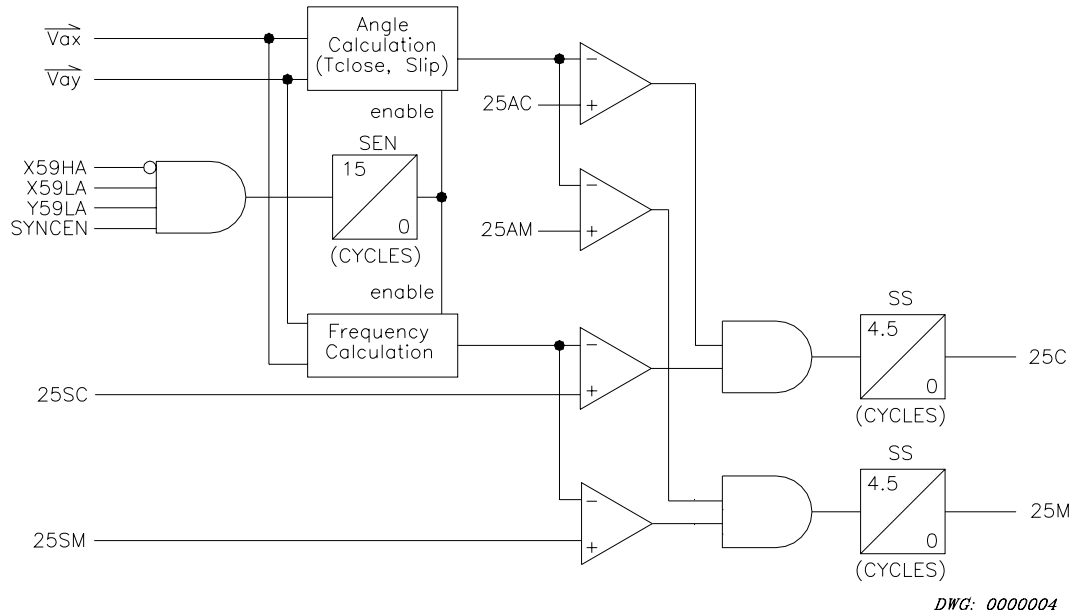 Vax
Vay
Angle
Calculation
(Tclose, Slip)
enable
25AC
−
+
X59HA
X59LA
Y59LA
SYNCEN
SEN
15
0
(CYCLES)
25AM
−
+
enable
Frequency
Calculation
25SC
−
+
SS
4.5
0
(CYCLES)
25C
25SM
−
+
SS
4.5
0
(CYCLES)
25M
DWG: 0000004